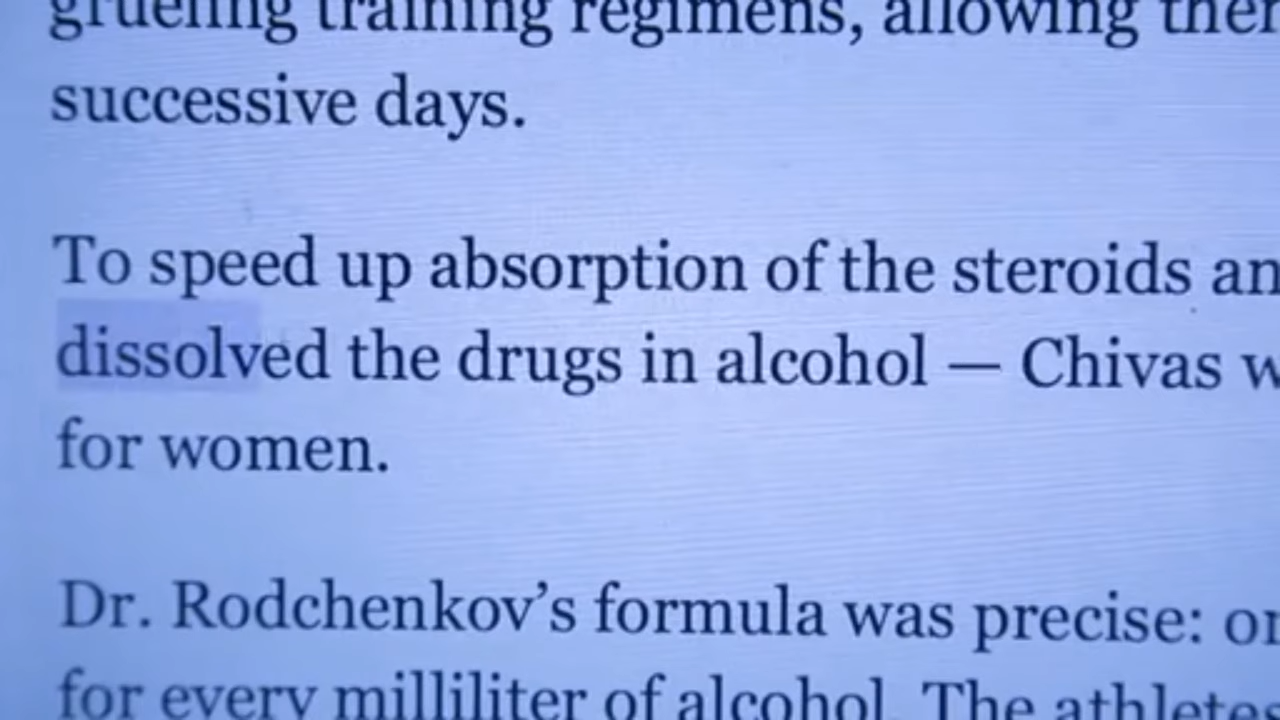 grueling training regimens, allowing
successive days.
To speed up absorption of the steroids
dissolved the drugs in alcohol — Chivas
for women.
Dr. Rodchenkov’s formula was precise:
for every milliliter of alcohol. The athletes